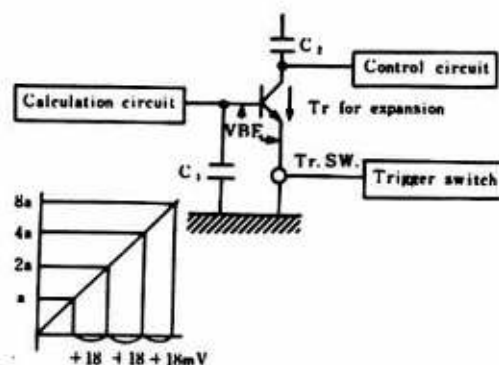 C₂
Control circuit
Calculation circuit
Tr for expansion
VBE
C₁
Tr. SW.
Trigger switch
8a
4a
2a
a
+18 +18 +18mV